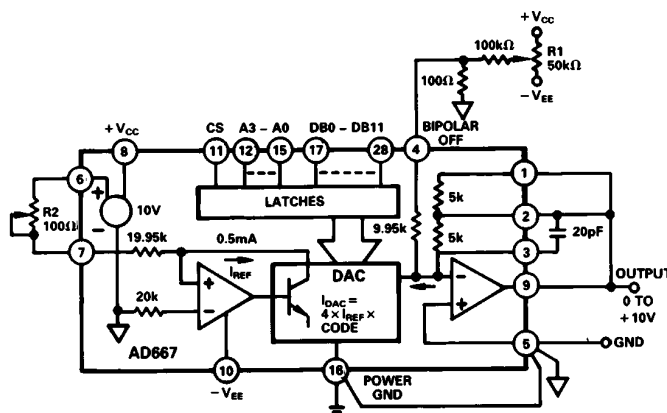 +VCC
100kΩ
R1
50kΩ
100Ω
−VEE
+VCC
CS
A3 – A0
DB0 – DB11
BIPOLAR
OFF
8
11
12
15
17
28
4
6
1
+
10V
−
LATCHES
5k
2
R2
100Ω
9.95k
20pF
5k
7
19.95k
0.5mA
3
IREF
DAC
OUTPUT
+
−
9
0 TO
+10V
20k
−
IDAC =
4 × IREF ×
CODE
+
5
GND
AD667
10
16
POWER
GND
−VEE